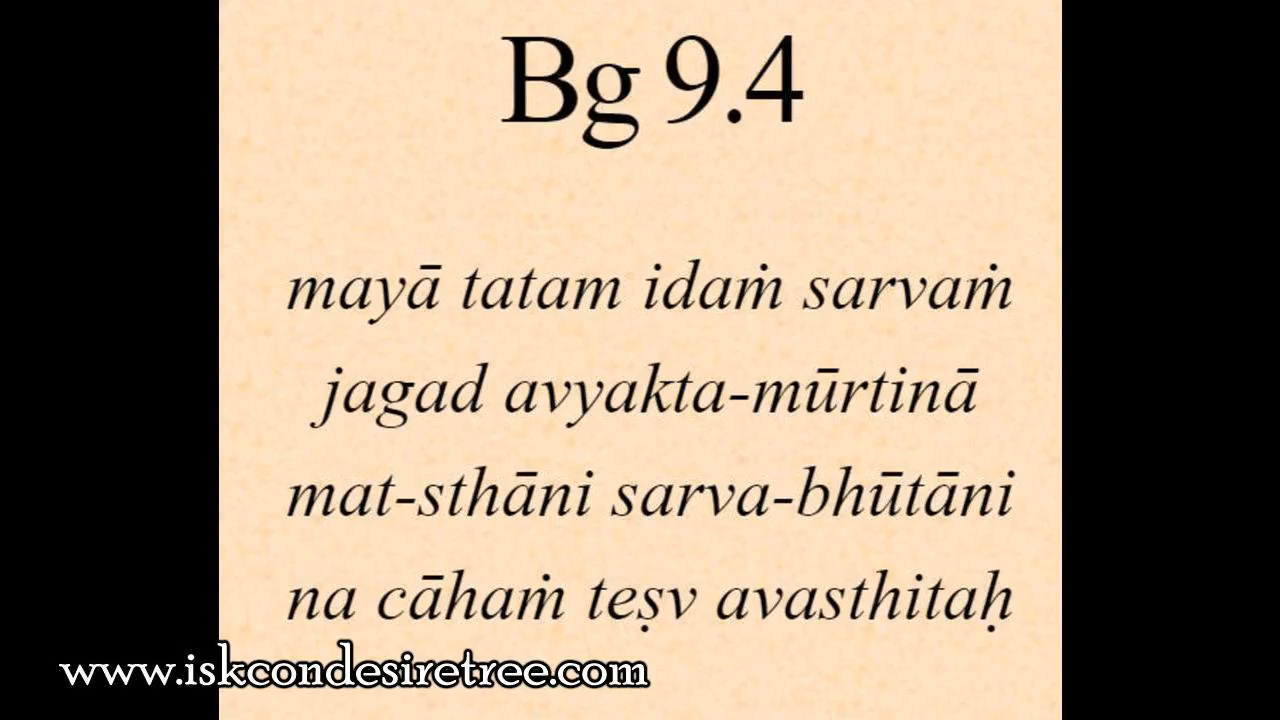 Bg 9.4
mayā tatam idaṁ sarvaṁ
jagad avyakta-mūrtinā
mat-sthāni sarva-bhūtāni
na cāhaṁ teṣv avasthitaḥ
www.iskcondesiretree.com